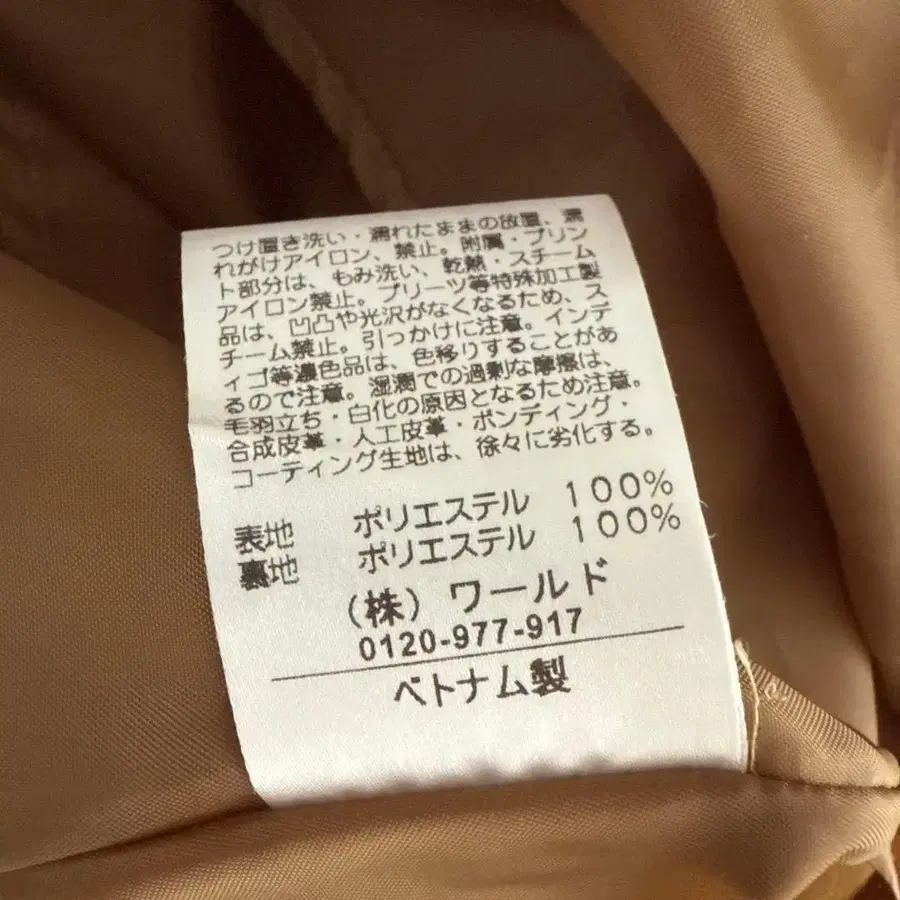 つけ置き洗い・濡れたままの放置、濡
れがけアイロン、禁止。附属・プリン
ト部分は、もみ洗い、乾熱・スチーム
アイロン禁止。プリーツ等特殊加工製
品は、凹凸や光沢がなくなるため、ス
チーム禁止。引っかけに注意。インデ
ィゴ等濃色品は、色移りすることがあ
るので注意。湿潤での過剰な摩擦は、
毛羽立ち・白化の原因となるため注意。
合成皮革・人工皮革・ボンディング・
コーティング生地は、徐々に劣化する。
表地 ポリエステル 100%
裏地 ポリエステル 100%
(株) ワールド
0120-977-917
ベトナム製